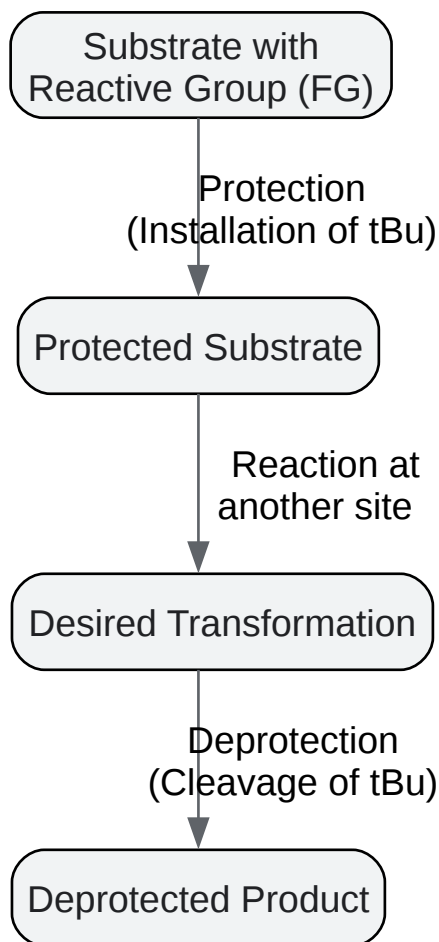 Substrate with
Reactive Group (FG)
Protection
(Installation of tBu)
Protected Substrate
Reaction at
another site
Desired Transformation
Deprotection
(Cleavage of tBu)
Deprotected Product